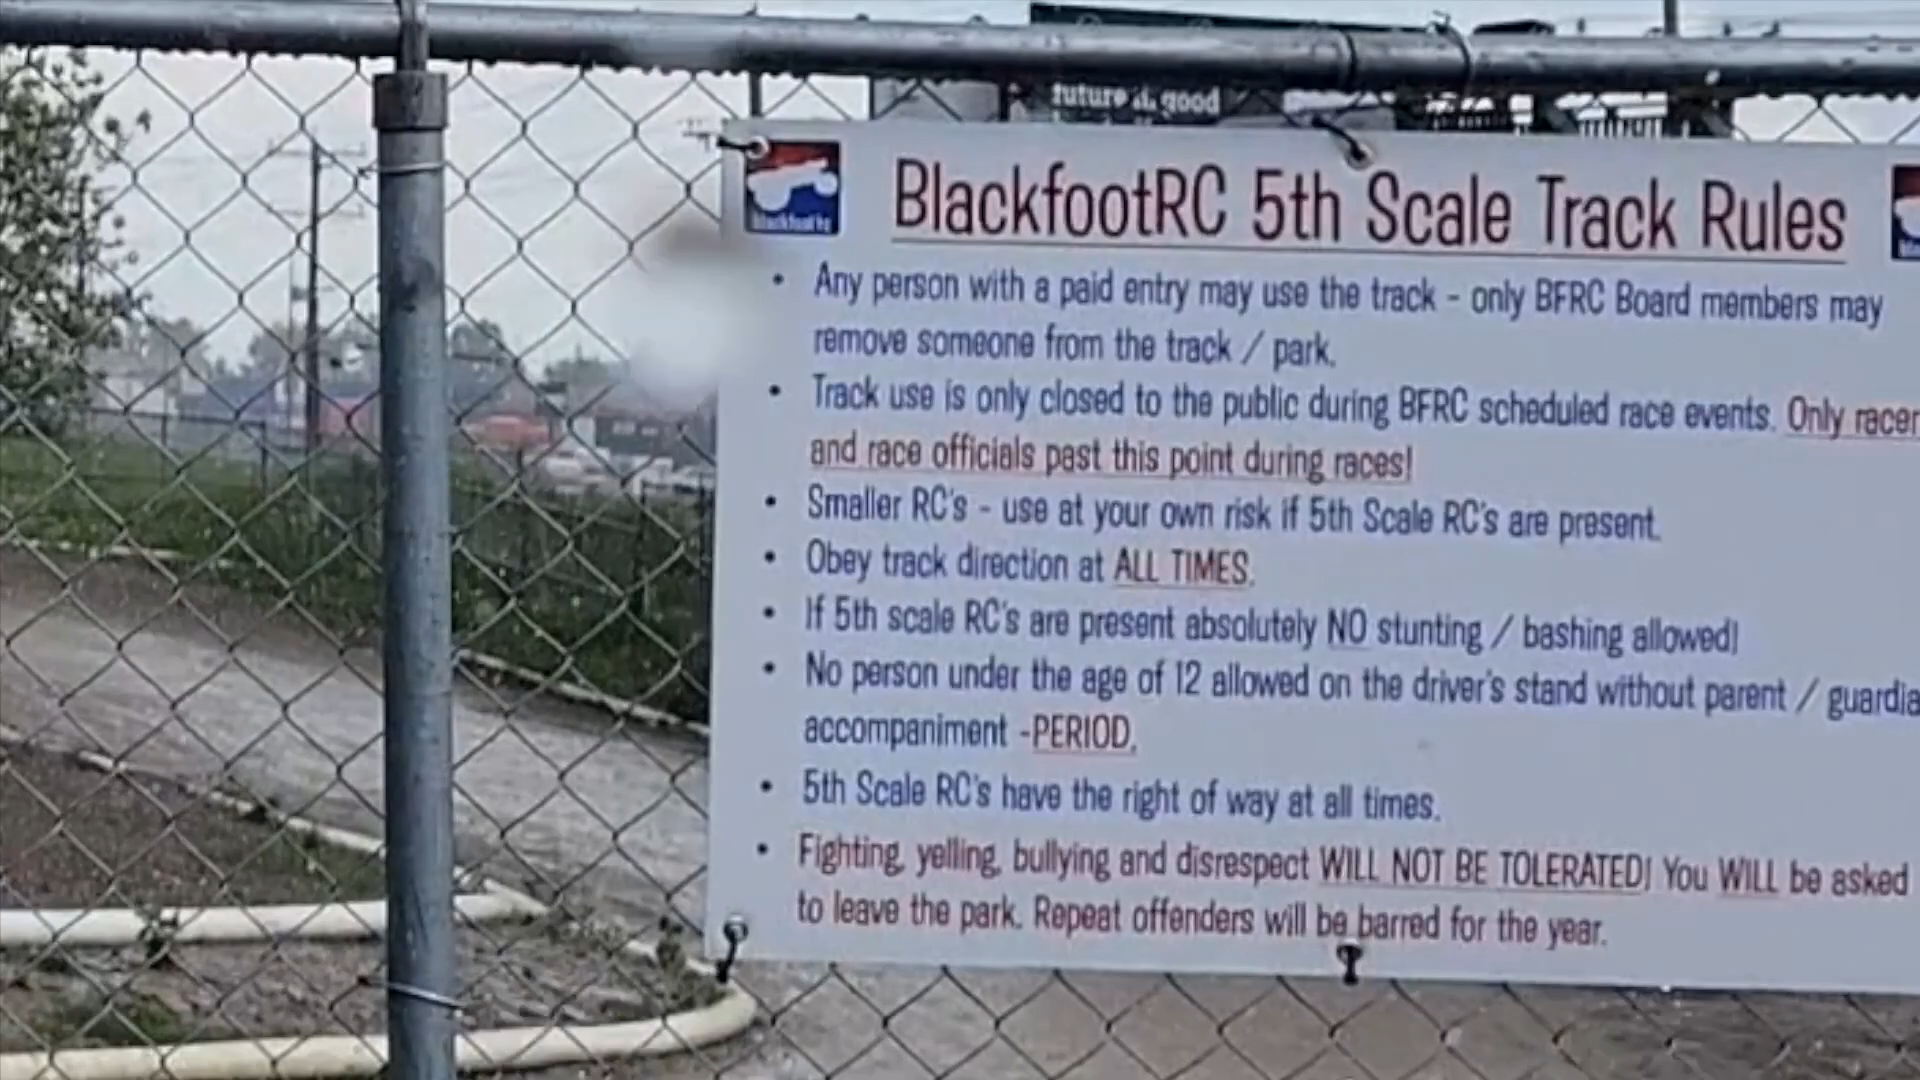 future is good
Blackfoot rc
BlackfootRC 5th Scale Track Rules
• Any person with a paid entry may use the track - only BFRC Board members may
remove someone from the track / park.
• Track use is only closed to the public during BFRC scheduled race events. Only racer
and race officials past this point during races!
• Smaller RC's - use at your own risk if 5th Scale RC's are present.
• Obey track direction at ALL TIMES.
• If 5th scale RC's are present absolutely NO stunting / bashing allowed!
• No person under the age of 12 allowed on the driver's stand without parent / guardia
accompaniment -PERIOD.
• 5th Scale RC's have the right of way at all times.
• Fighting, yelling, bullying and disrespect WILL NOT BE TOLERATED! You WILL be asked
to leave the park. Repeat offenders will be barred for the year.